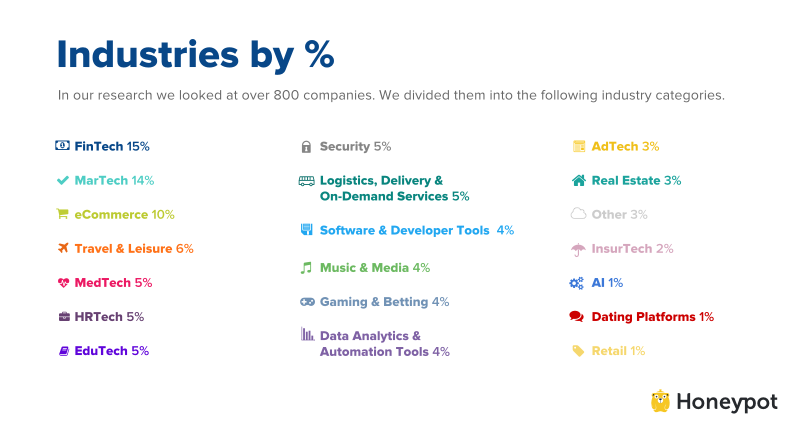 Industries by %
In our research we looked at over 800 companies. We divided them into the following industry categories.
FinTech 15%
MarTech 14%
eCommerce 10%
Travel & Leisure 6%
MedTech 5%
HRTech 5%
EduTech 5%
Security 5%
Logistics, Delivery &
On-Demand Services 5%
Software & Developer Tools 4%
Music & Media 4%
Gaming & Betting 4%
Data Analytics &
Automation Tools 4%
AdTech 3%
Real Estate 3%
Other 3%
InsurTech 2%
AI 1%
Dating Platforms 1%
Retail 1%
Honeypot